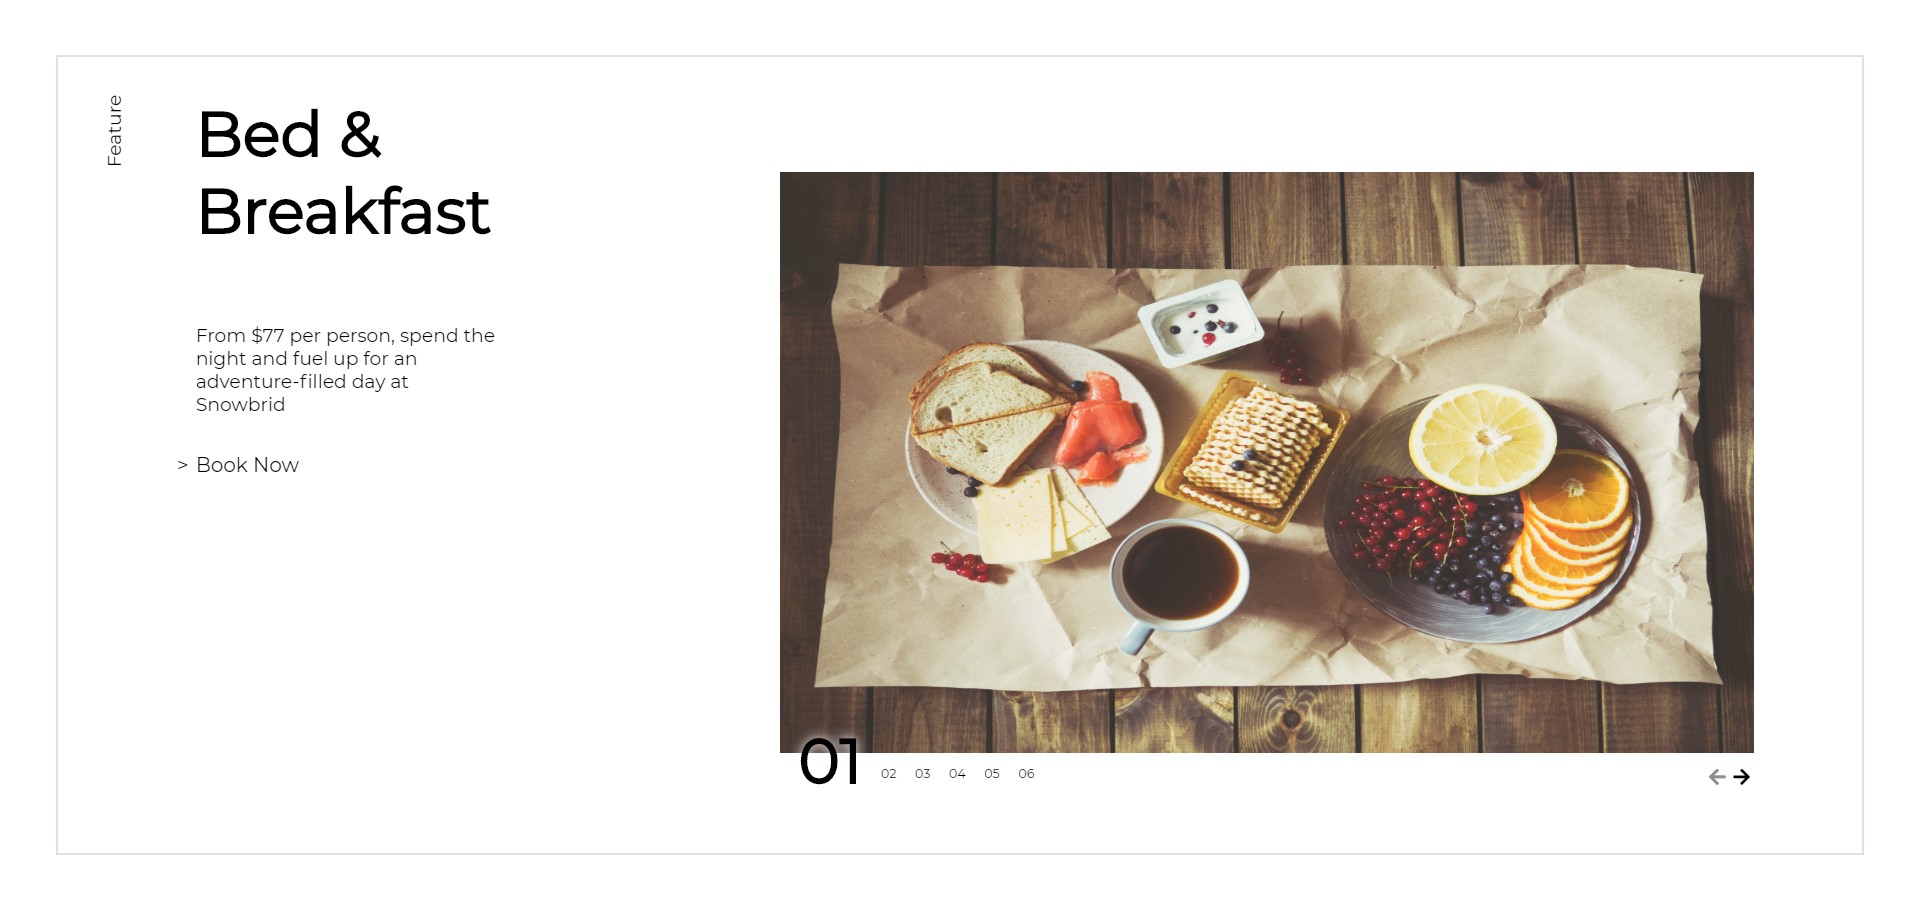 Feature
Bed &
Breakfast
From $77 per person, spend the
night and fuel up for an
adventure-filled day at
Snowbrid
> Book Now
01 02 03 04 05 06